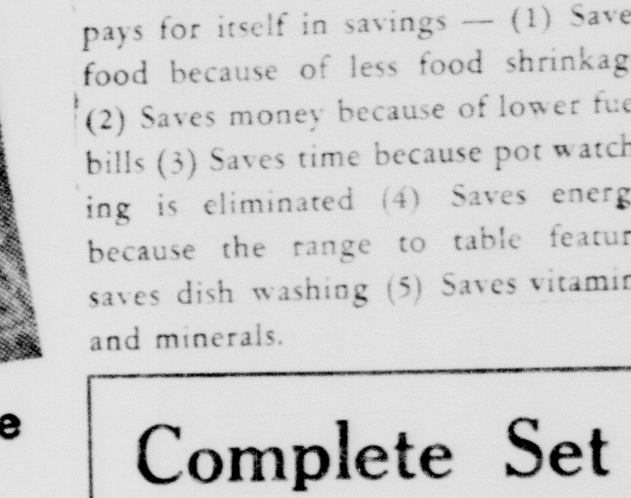 pays for itself in savings — (1) Save
food because of less food shrinkag
(2) Saves money because of lower fue
bills (3) Saves time because pot watch
ing is eliminated (4) Saves energ
because the range to table featur
saves dish washing (5) Saves vitamin
and minerals.
e
Complete Set